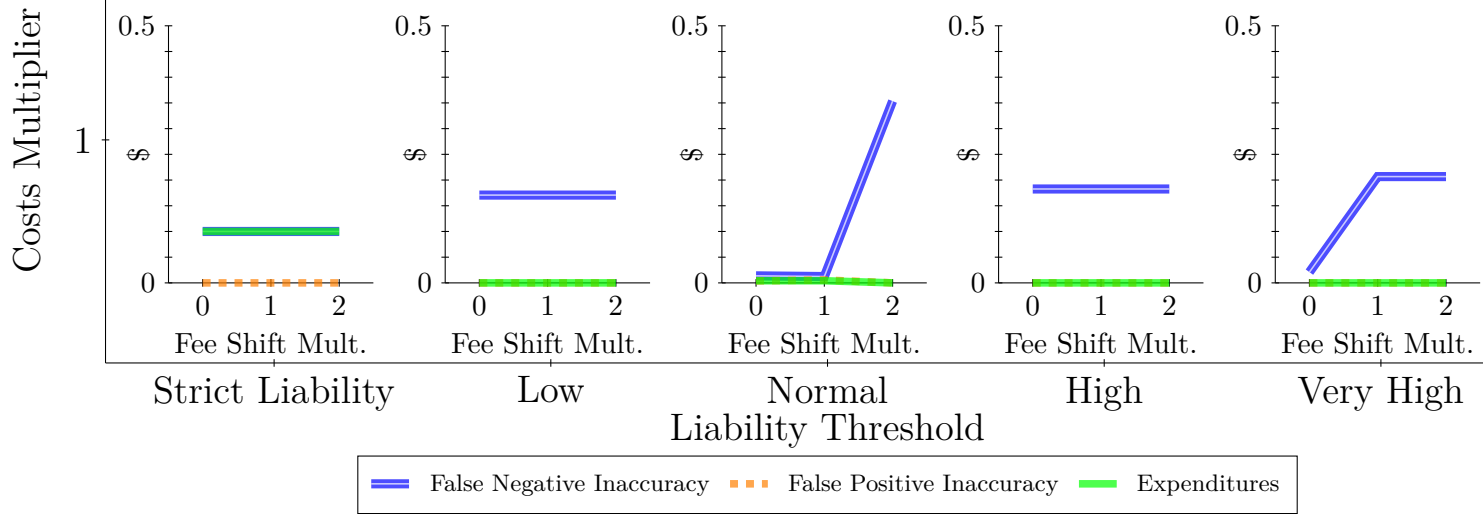 Costs Multiplier
1
0.5
0
$
0 1 2
Fee Shift Mult.
0.5
0
$
0 1 2
Fee Shift Mult.
0.5
0
$
0 1 2
Fee Shift Mult.
0.5
0
$
0 1 2
Fee Shift Mult.
0.5
0
$
0 1 2
Fee Shift Mult.
Strict Liability
Low
Normal
High
Very High
Liability Threshold
False Negative Inaccuracy False Positive Inaccuracy Expenditures